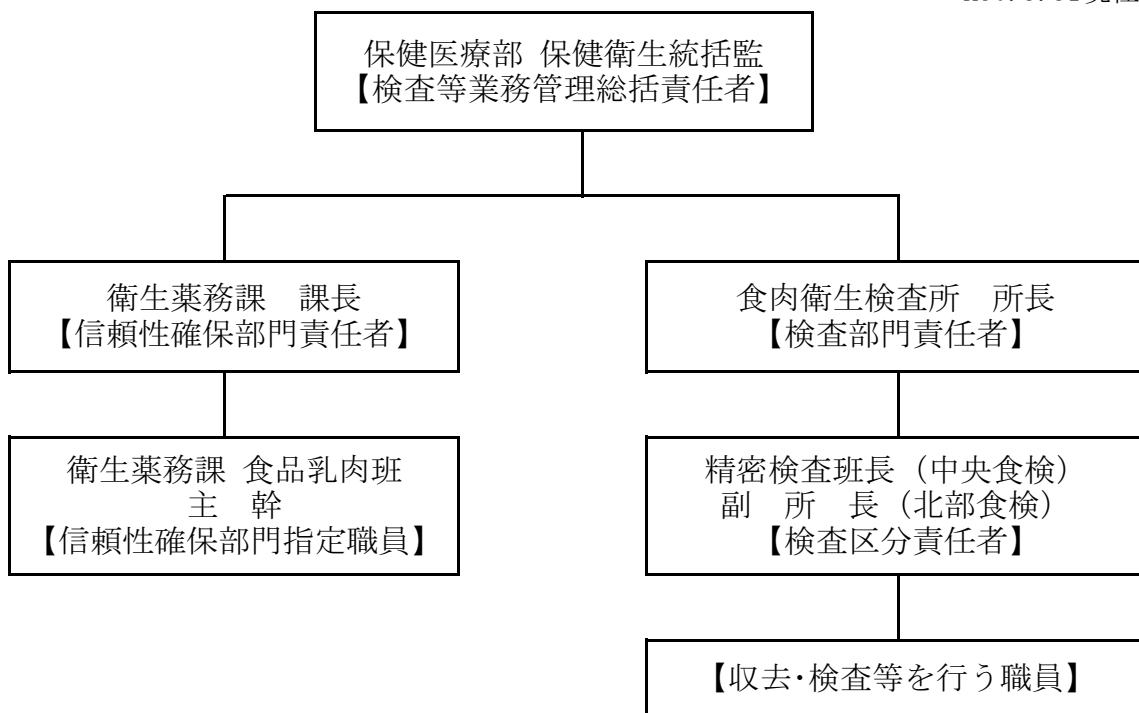 保健医療部 保健衛生統括監
【検査等業務管理総括責任者】
衛生薬務課　課長
【信頼性確保部門責任者】
食肉衛生検査所　所長
【検査部門責任者】
衛生薬務課 食品乳肉班
主　幹
【信頼性確保部門指定職員】
精密検査班長（中央食検）
副　所　長（北部食検）
【検査区分責任者】
【収去・検査等を行う職員】